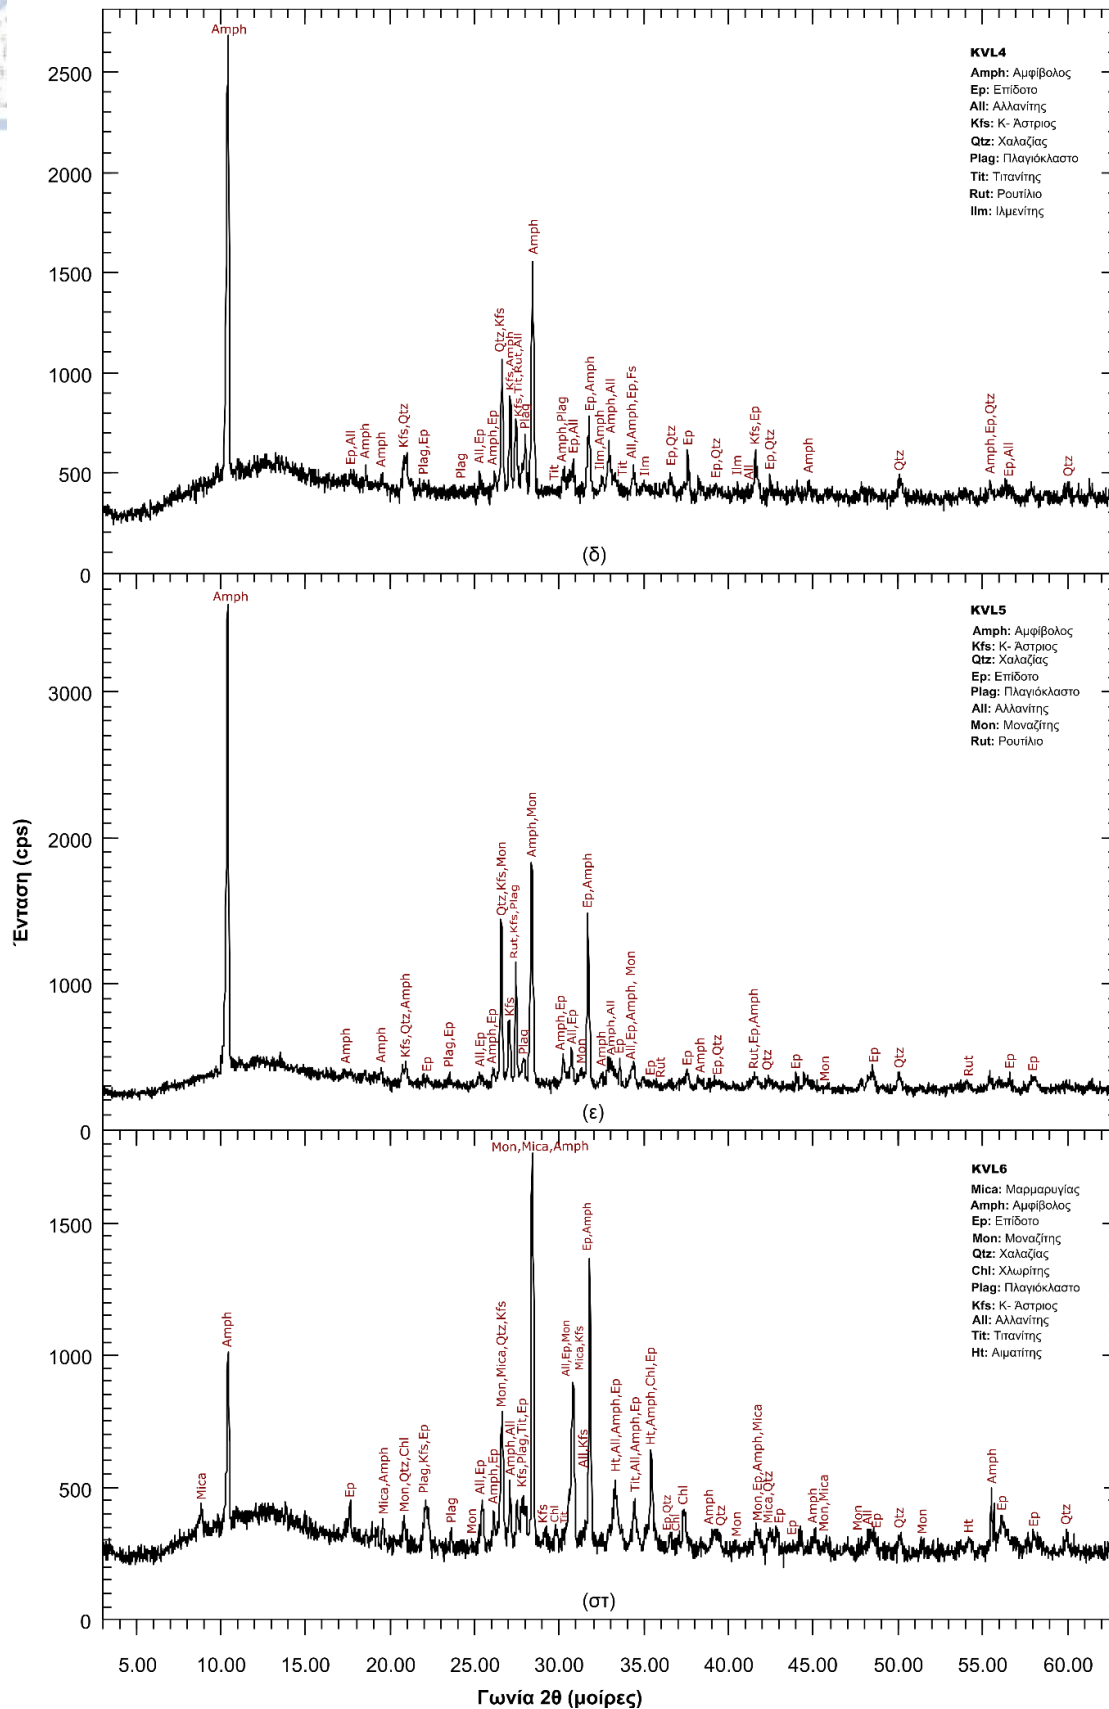 Amph
KVL4
Amph: Αμφίβολος
Ep: Επίδοτο
All: Αλλανίτης
Kfs: Κ- Άστριος
Qtz: Χαλαζίας
Plag: Πλαγιόκλαστο
Tit: Τιτανίτης
Rut: Ρουτίλιο
Ilm: Ιλμενίτης
2500
2000
1500
1000
500
0
Ep,All
Amph
Amph
Kfs,Qtz
Plag,Ep
Plag
All,Ep
Amph,Ep
Qtz,Kfs
Kfs,Amph
Kfs,Tit,Rut,All
Plag
Amph
Tit
Amph,Plag
Ep,All
Ep,Amph
Ilm,Amph
Amph,All
Tit
All,Amph,Ep,Fs
Ilm
Ep,Qtz
Ep
Ep,Qtz
Ilm
All
Kfs,Ep
Ep,Qtz
Amph
Qtz
Amph,Ep,Qtz
Ep,All
Qtz
(δ)
Amph
KVL5
Amph: Αμφίβολος
Kfs: Κ- Άστριος
Qtz: Χαλαζίας
Ep: Επίδοτο
Plag: Πλαγιόκλαστο
All: Αλλανίτης
Mon: Μοναζίτης
Rut: Ρουτίλιο
3000
2000
1000
0
Ένταση (cps)
Amph
Amph
Kfs,Qtz,Amph
Ep
Plag,Ep
All,Ep
Amph,Ep
Qtz,Kfs,Mon
Kfs
Rut,Kfs,Plag
Plag
Amph,Mon
Amph,Ep
All,Ep
Mon
Ep,Amph
Amph
Amph,All
Ep
All,Ep,Amph, Mon
Ep
Rut
Ep
Amph
Ep,Qtz
Rut,Ep,Amph
Qtz
Ep
Mon
Ep
Qtz
Rut
Ep
Ep
(ε)
Mon,Mica,Amph
KVL6
Mica: Μαρμαρυγίας
Amph: Αμφίβολος
Ep: Επίδοτο
Mon: Μοναζίτης
Qtz: Χαλαζίας
Chl: Χλωρίτης
Plag: Πλαγιόκλαστο
Kfs: Κ- Άστριος
All: Αλλανίτης
Tit: Τιτανίτης
Ht: Αιματίτης
1500
1000
500
0
Mica
Amph
Ep
Mica,Amph
Mon,Qtz,Chl
Plag,Kfs,Ep
Plag
Mon
All,Ep
Amph,Ep
Mon,Mica,Qtz,Kfs
Amph,All
Kfs,Plag,Tit,Ep
Kfs
Chl
Tit
All,Ep,Mon
Mica,Kfs
All,Kfs
Ep,Amph
Ht,All,Amph,Ep
Tit,All,Amph,Ep
Ht,Amph,Chl,Ep
Ep,Qtz
Chl
Chl
Amph
Qtz
Mon
Mon,Ep,Amph,Mica
Mica,Qtz
Ep
Ep
Amph
Mon,Mica
Mon
All
Ep
Qtz
Mon
Ht
Amph
Ep
Ep
Qtz
(στ)
5.00 10.00 15.00 20.00 25.00 30.00 35.00 40.00 45.00 50.00 55.00 60.00
Γωνία 2θ (μοίρες)